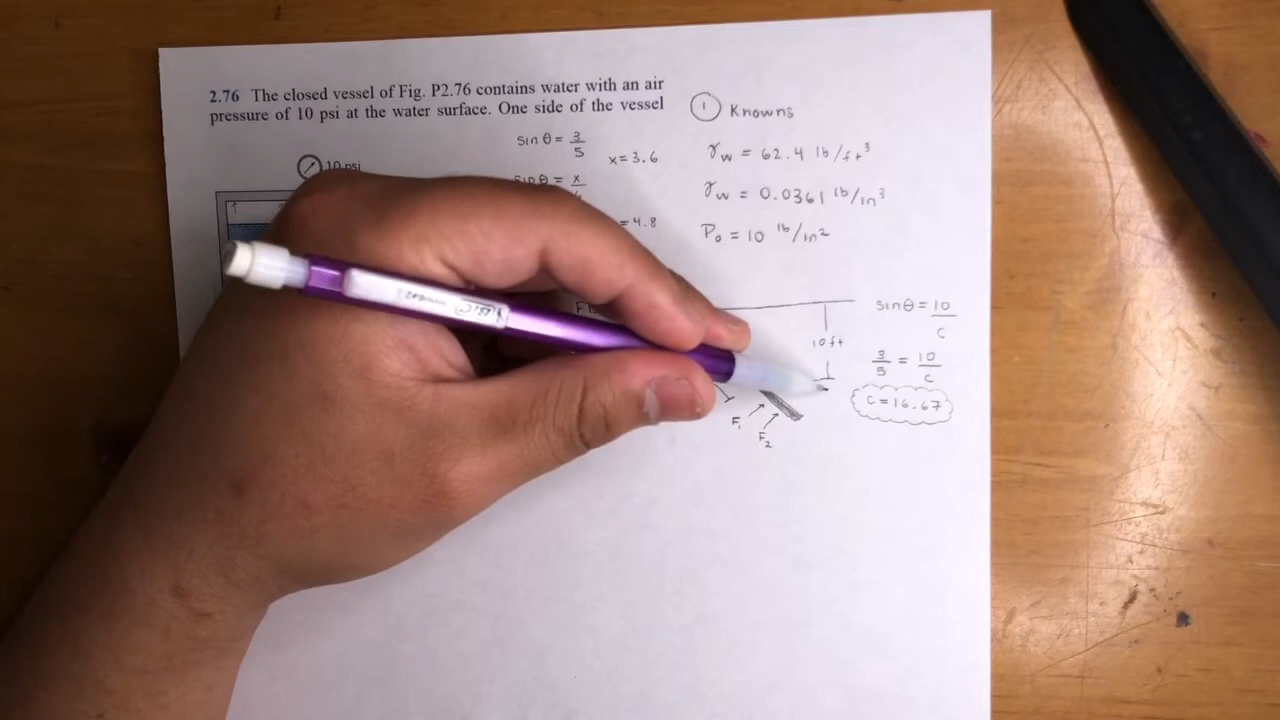 2.76 The closed vessel of Fig. P2.76 contains water with an air
pressure of 10 psi at the water surface. One side of the vessel
10 psi
sin θ = 3/5
x = 3.6
sin θ = x
= 4.8
1 Knowns
γw = 62.4 lb/ft³
γw = 0.0361 lb/in³
P₀ = 10 lb/in²
10ft
F₁
F₂
sin θ = 10/c
3/5 = 10/c
c = 16.67